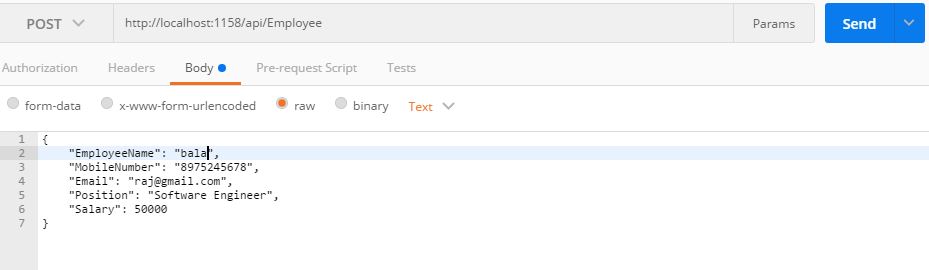 POST http://localhost:1158/api/Employee Params Send
Authorization Headers Body Pre-request Script Tests
form-data x-www-form-urlencoded raw binary Text
1 {
2 "EmployeeName": "bala",
3 "MobileNumber": "8975245678",
4 "Email": "raj@gmail.com",
5 "Position": "Software Engineer",
6 "Salary": 50000
7 }